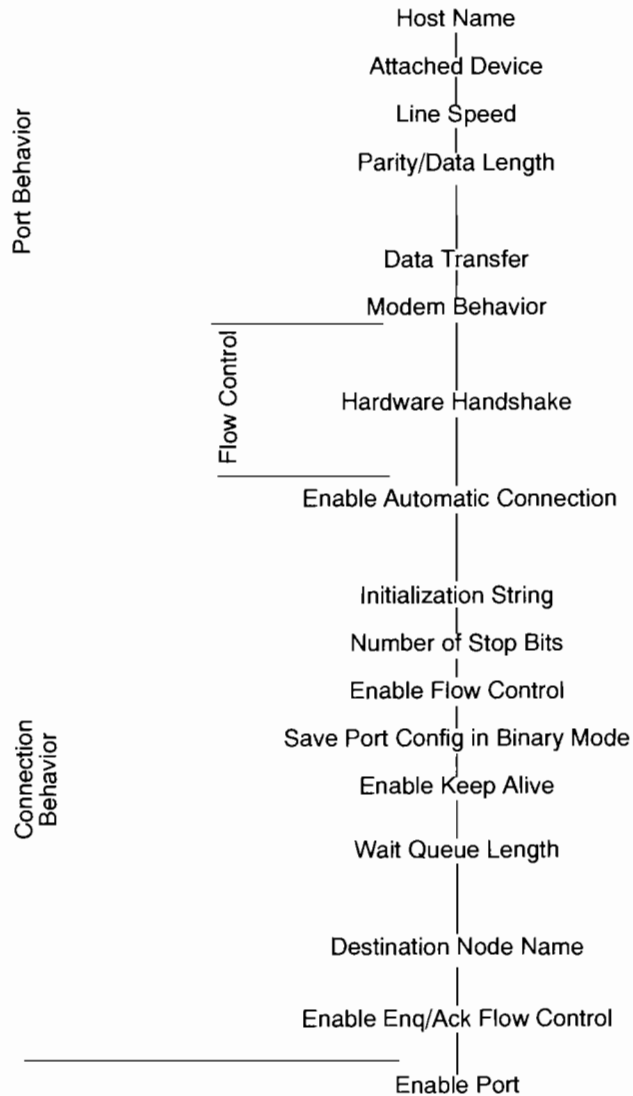 Host Name
Attached Device
Line Speed
Parity/Data Length
Port Behavior
Data Transfer
Modem Behavior
Flow Control
Hardware Handshake
Enable Automatic Connection
Initialization String
Number of Stop Bits
Enable Flow Control
Save Port Config in Binary Mode
Connection
Behavior
Enable Keep Alive
Wait Queue Length
Destination Node Name
Enable Enq/Ack Flow Control
Enable Port